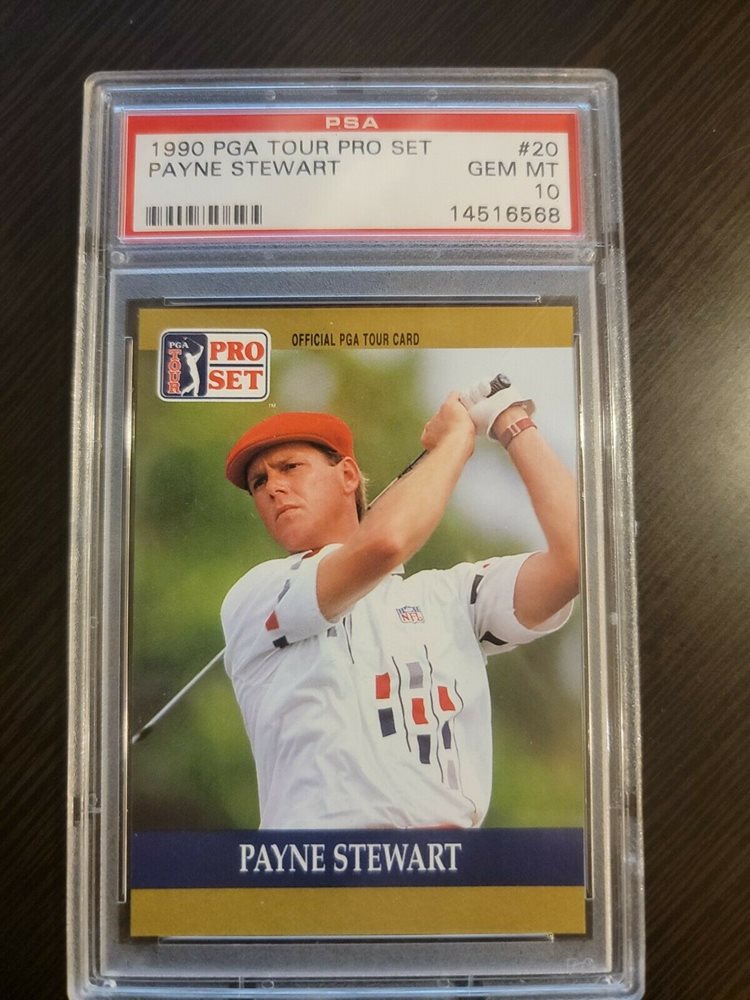 PSA
1990 PGA TOUR PRO SET #20
PAYNE STEWART GEM MT
10
14516568
OFFICIAL PGA TOUR CARD
PGA TOUR
PRO
SET
TM
NFL
PAYNE STEWART